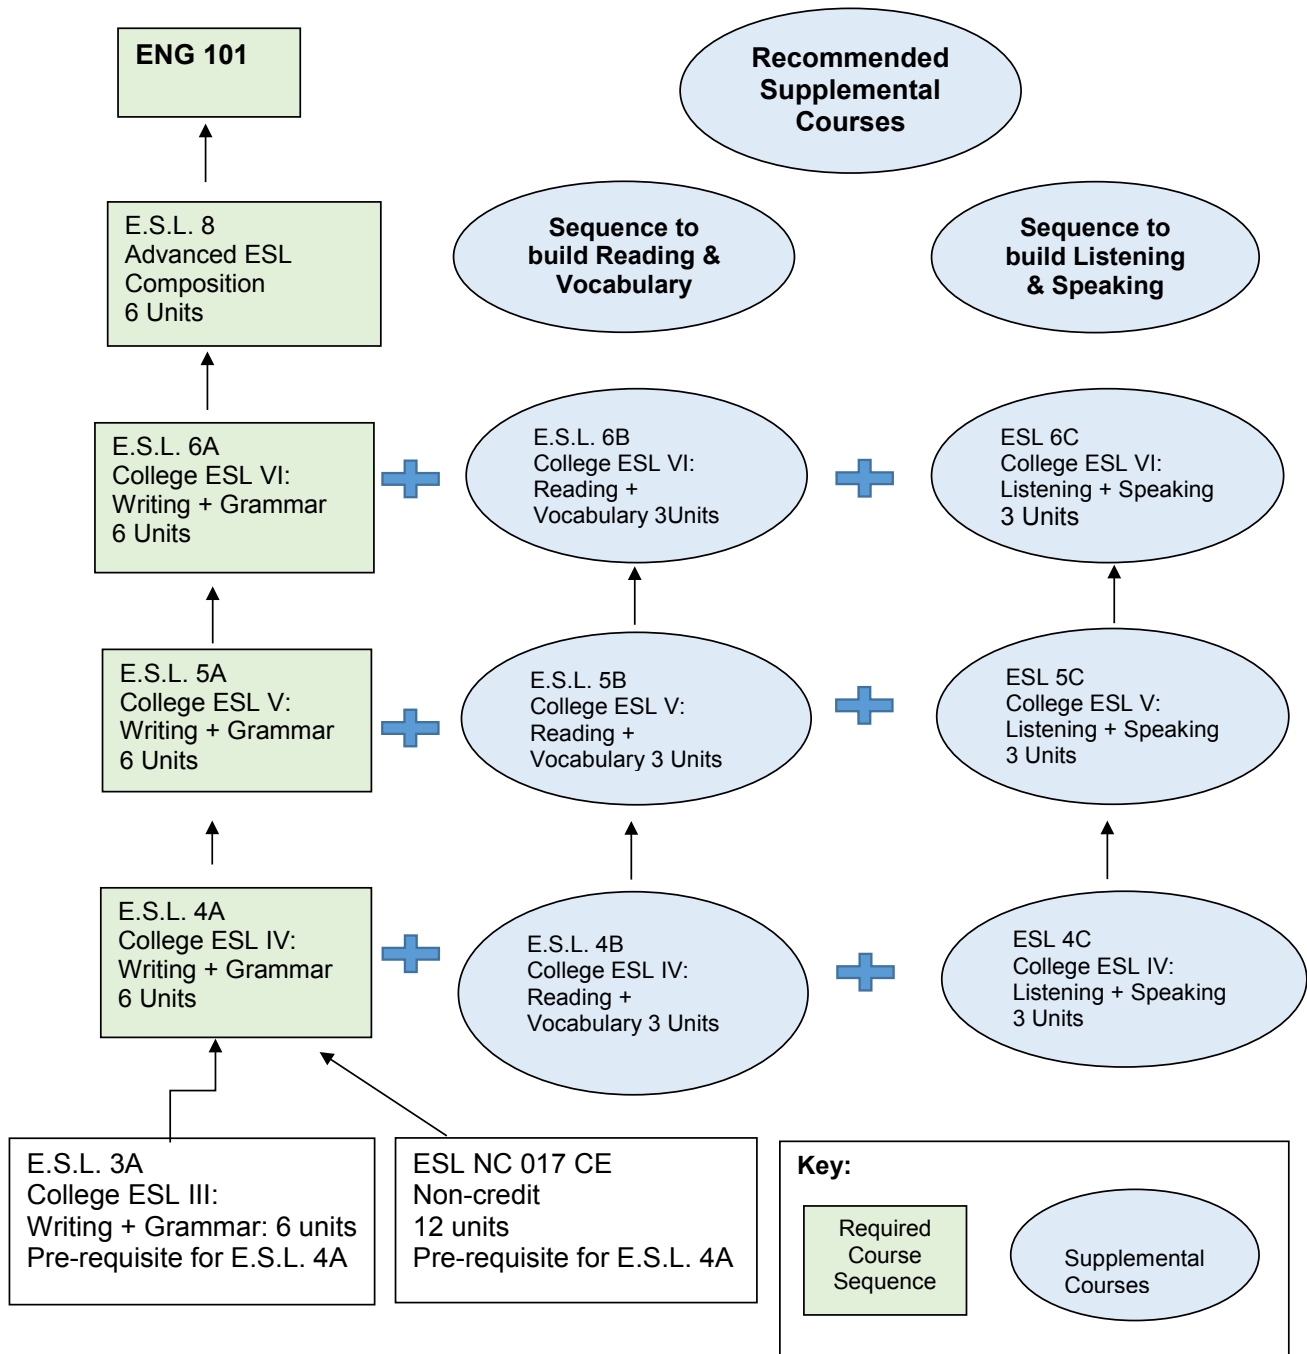 ENG 101
Recommended
Supplemental
Courses
E.S.L. 8
Advanced ESL
Composition
6 Units
Sequence to
build Reading &
Vocabulary
Sequence to
build Listening
& Speaking
E.S.L. 6A
College ESL VI:
Writing + Grammar
6 Units
E.S.L. 6B
College ESL VI:
Reading +
Vocabulary 3Units
ESL 6C
College ESL VI:
Listening + Speaking
3 Units
E.S.L. 5A
College ESL V:
Writing + Grammar
6 Units
E.S.L. 5B
College ESL V:
Reading +
Vocabulary 3 Units
ESL 5C
College ESL V:
Listening + Speaking
3 Units
E.S.L. 4A
College ESL IV:
Writing + Grammar
6 Units
E.S.L. 4B
College ESL IV:
Reading +
Vocabulary 3 Units
ESL 4C
College ESL IV:
Listening + Speaking
3 Units
E.S.L. 3A
College ESL III:
Writing + Grammar: 6 units
Pre-requisite for E.S.L. 4A
ESL NC 017 CE
Non-credit
12 units
Pre-requisite for E.S.L. 4A
Key:
Required
Course
Sequence
Supplemental
Courses